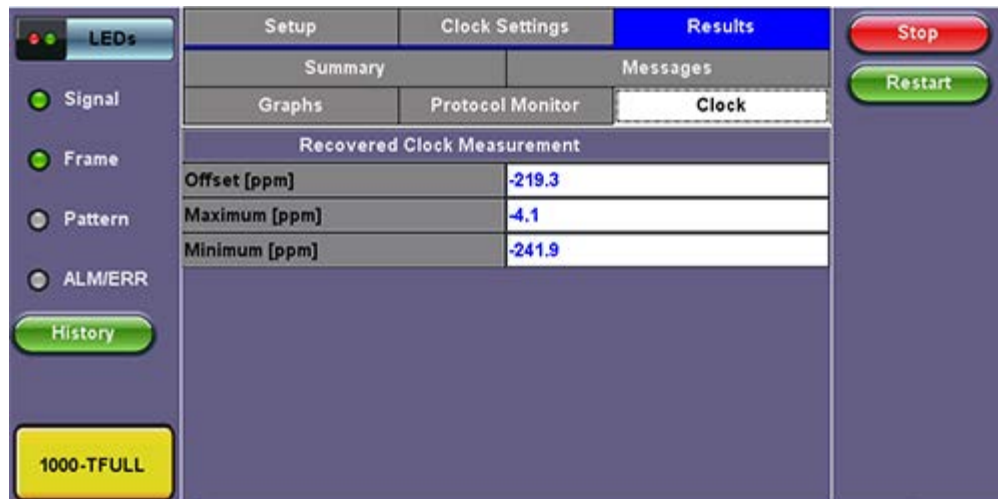 LEDs
Setup
Clock Settings
Results
Stop
Summary
Messages
Restart
Signal
Graphs
Protocol Monitor
Clock
Recovered Clock Measurement
Frame
Offset [ppm]
-219.3
Pattern
Maximum [ppm]
-4.1
Minimum [ppm]
-241.9
ALM/ERR
History
1000-TFULL